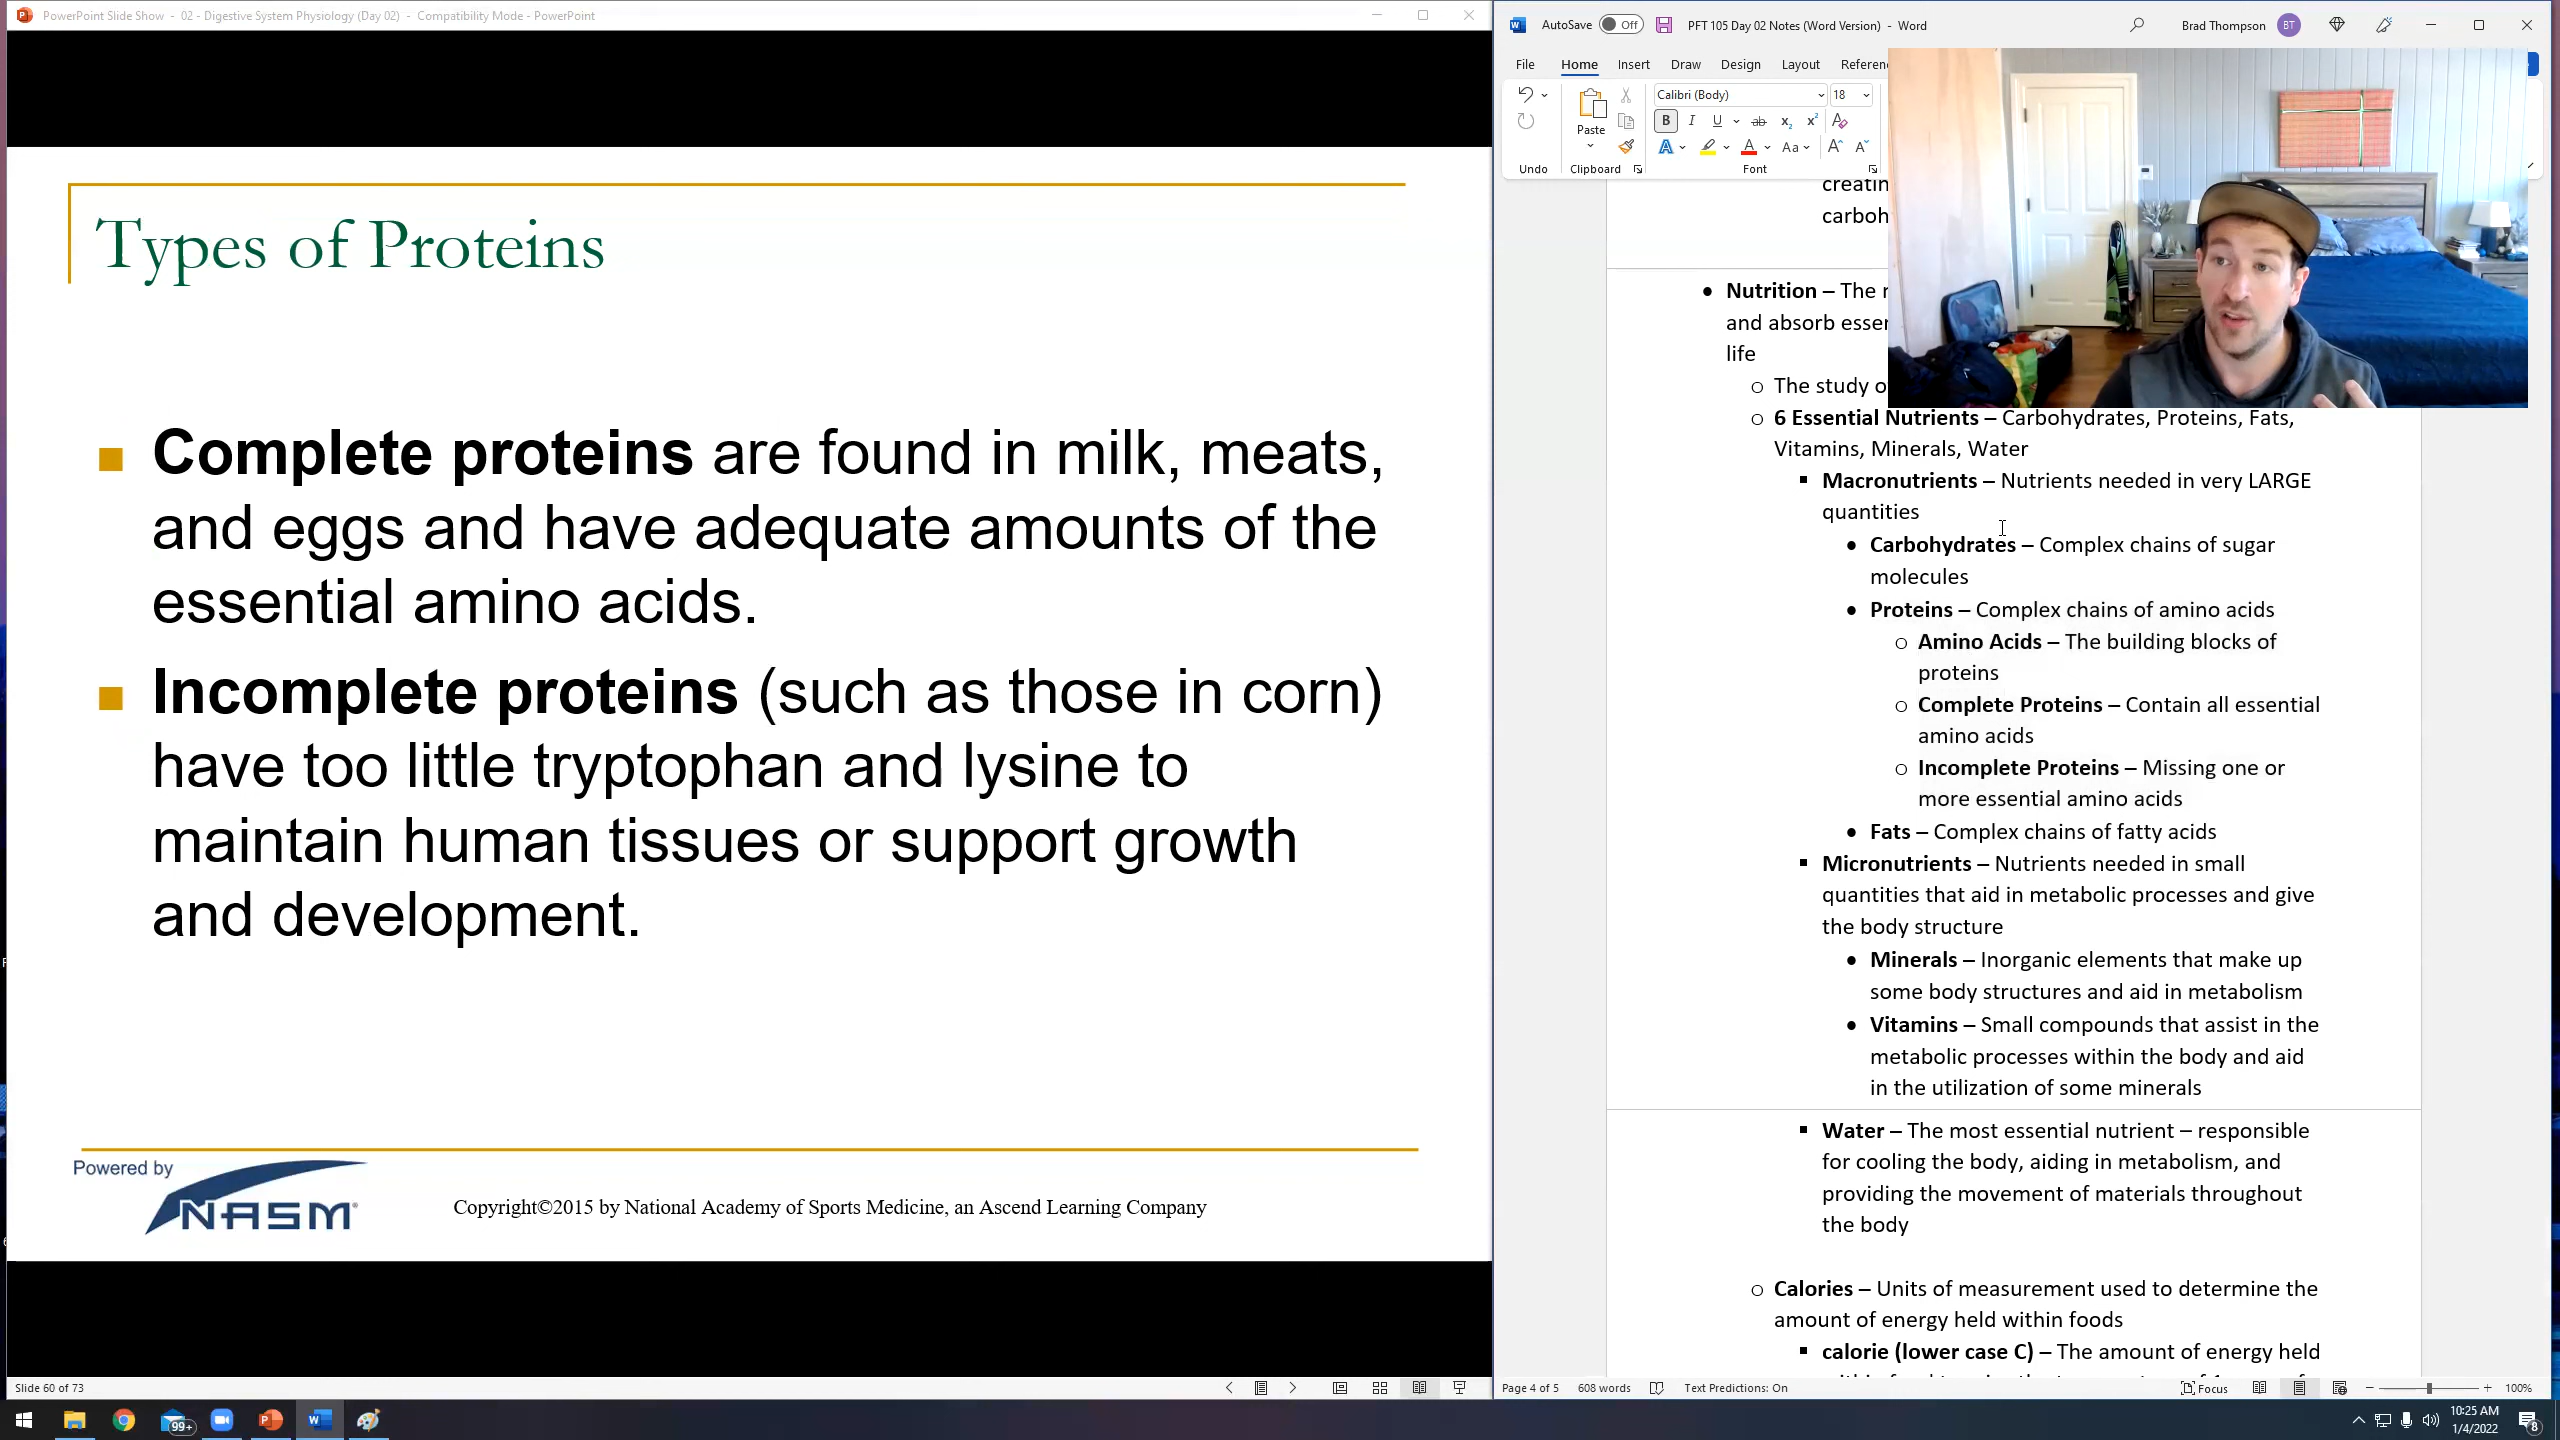 PowerPoint Slide Show - 02 - Digestive System Physiology (Day 02) - Compatibility Mode - PowerPoint
Types of Proteins
Complete proteins are found in milk, meats,
and eggs and have adequate amounts of the
essential amino acids.
Incomplete proteins (such as those in corn)
have too little tryptophan and lysine to
maintain human tissues or support growth
and development.
Powered by
NASM
Copyright©2015 by National Academy of Sports Medicine, an Ascend Learning Company
Slide 60 of 73
AutoSave Off PFT 105 Day 02 Notes (Word Version) - Word Brad Thompson BT
File Home Insert Draw Design Layout Referenc
Calibri (Body) 18
Paste
B I U ab x₂ x² A
A A Aa A A
Undo Clipboard Font
creatin
carboh
• Nutrition – The r
and absorb esser
life
o The study o
o 6 Essential Nutrients – Carbohydrates, Proteins, Fats,
Vitamins, Minerals, Water
▪ Macronutrients – Nutrients needed in very LARGE
quantities
• Carbohydrates – Complex chains of sugar
molecules
• Proteins – Complex chains of amino acids
o Amino Acids – The building blocks of
proteins
o Complete Proteins – Contain all essential
amino acids
o Incomplete Proteins – Missing one or
more essential amino acids
• Fats – Complex chains of fatty acids
▪ Micronutrients – Nutrients needed in small
quantities that aid in metabolic processes and give
the body structure
• Minerals – Inorganic elements that make up
some body structures and aid in metabolism
• Vitamins – Small compounds that assist in the
metabolic processes within the body and aid
in the utilization of some minerals
▪ Water – The most essential nutrient – responsible
for cooling the body, aiding in metabolism, and
providing the movement of materials throughout
the body
o Calories – Units of measurement used to determine the
amount of energy held within foods
▪ calorie (lower case C) – The amount of energy held
Page 4 of 5 608 words Text Predictions: On Focus 100%
99+
10:25 AM
1/4/2022
8